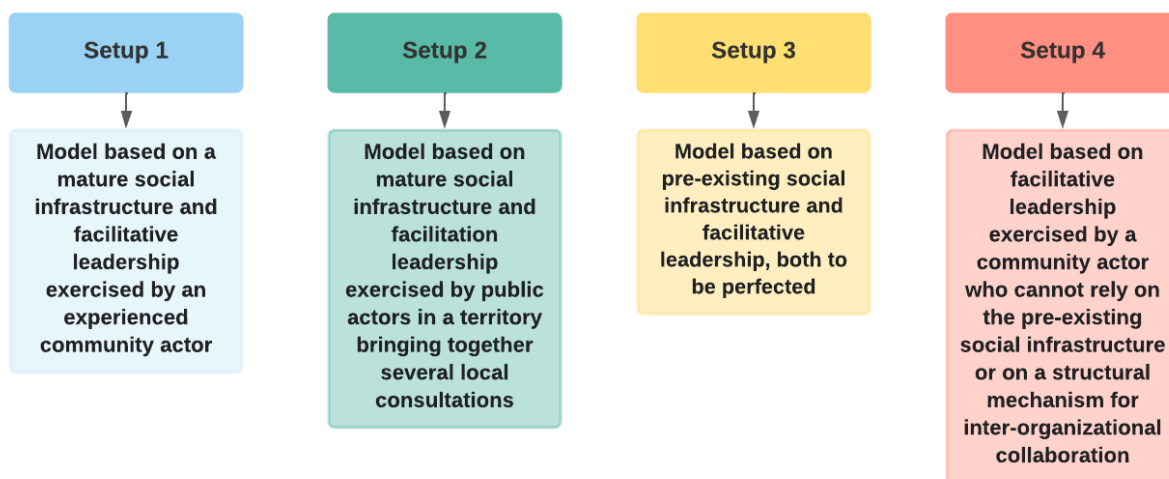 Setup 1
Model based on a
mature social
infrastructure and
facilitative
leadership
exercised by an
experienced
community actor
Setup 2
Model based on
mature social
infrastructure and
facilitation
leadership
exercised by public
actors in a territory
bringing together
several local
consultations
Setup 3
Model based on
pre-existing social
infrastructure and
facilitative
leadership, both to
be perfected
Setup 4
Model based on
facilitative
leadership
exercised by a
community actor
who cannot rely on
the pre-existing
social infrastructure
or on a structural
mechanism for
inter-organizational
collaboration